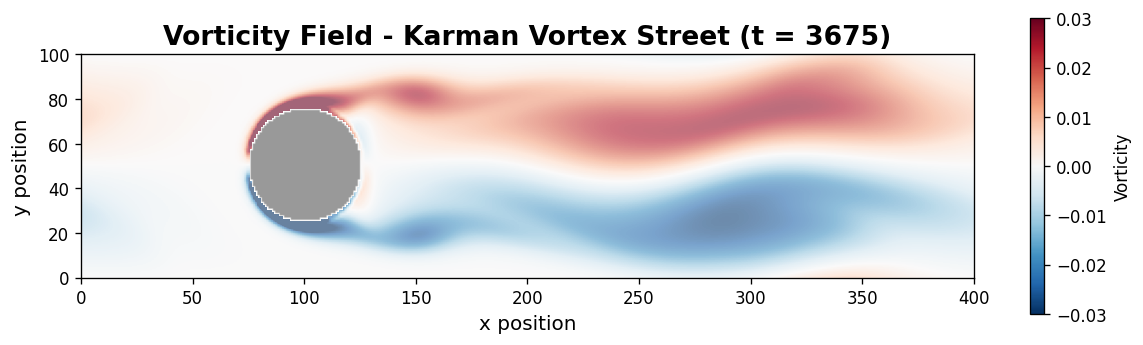 Vorticity Field - Karman Vortex Street (t = 3675)
100
80
60
40
20
0
y position
0 50 100 150 200 250 300 350 400
x position
0.03
0.02
0.01
0.00
−0.01
−0.02
−0.03
Vorticity